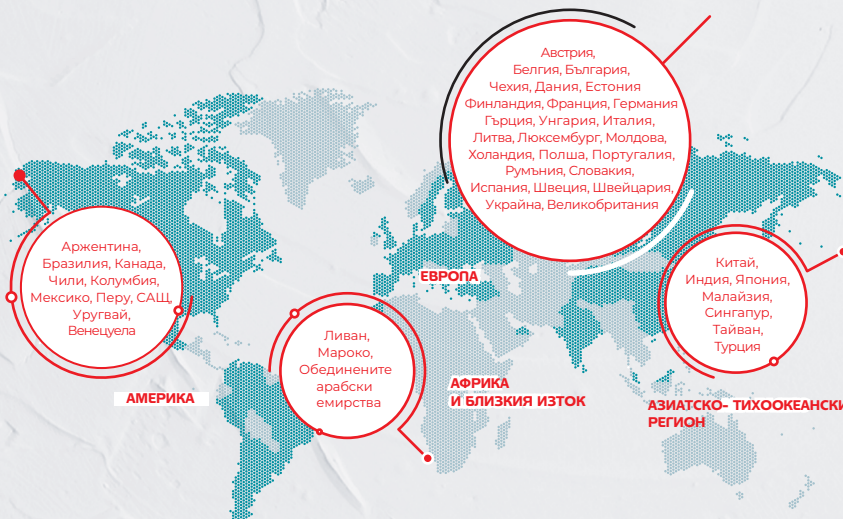 Австрия,
Белгия, България,
Чехия, Дания, Естония
Финландия, Франция, Германия
Гърция, Унгария, Италия,
Литва, Люксембург, Молдова,
Холандия, Полша, Португалия,
Румъния, Словакия,
Испания, Швеция, Швейцария,
Украйна, Великобритания
ЕВРОПА
Аржентина,
Бразилия, Канада,
Чили, Колумбия,
Мексико, Перу, САЩ,
Уругвай,
Венецуела
АМЕРИКА
Ливан,
Мароко,
Обединените
арабски
емирства
АФРИКА
И БЛИЗКИЯ ИЗТОК
Китай,
Индия, Япония,
Малайзия,
Сингапур,
Тайван,
Турция
АЗИАТСКО- ТИХООКЕАНСКИ
РЕГИОН